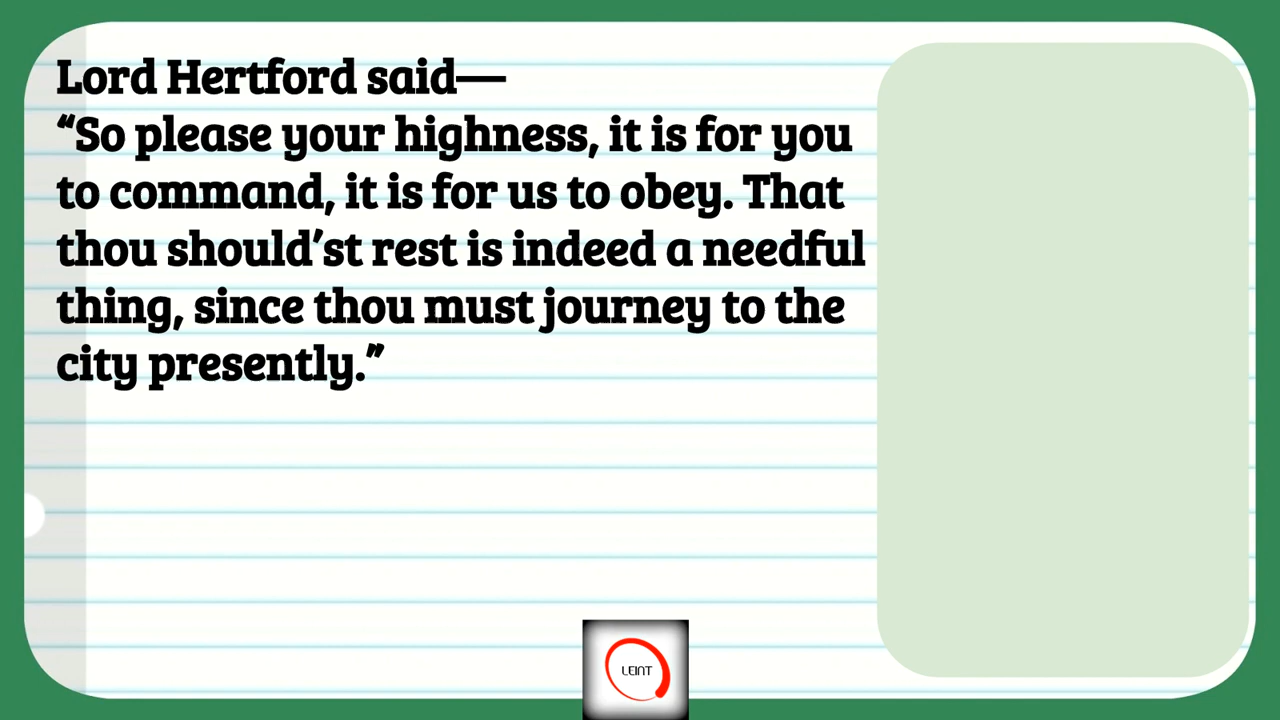 Lord Hertford said—
“So please your highness, it is for you
to command, it is for us to obey. That
thou should’st rest is indeed a needful
thing, since thou must journey to the
city presently.”
LEINT